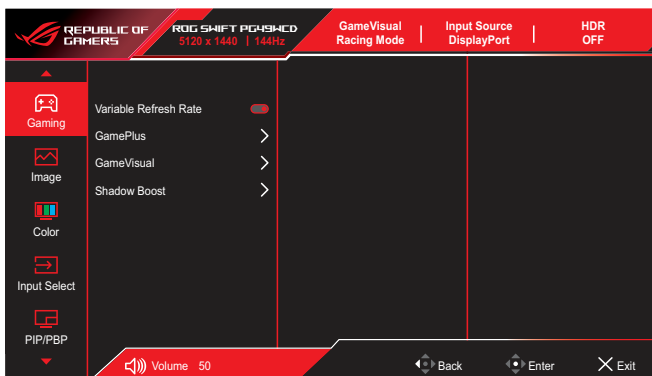 REPUBLIC OF
GAMERS
ROG SWIFT PG49WCD
5120 x 1440 | 144Hz
GameVisual
Racing Mode
Input Source
DisplayPort
HDR
OFF
Gaming
Image
Color
Input Select
PIP/PBP
Variable Refresh Rate
GamePlus
GameVisual
Shadow Boost
Volume 50
Back
Enter
Exit